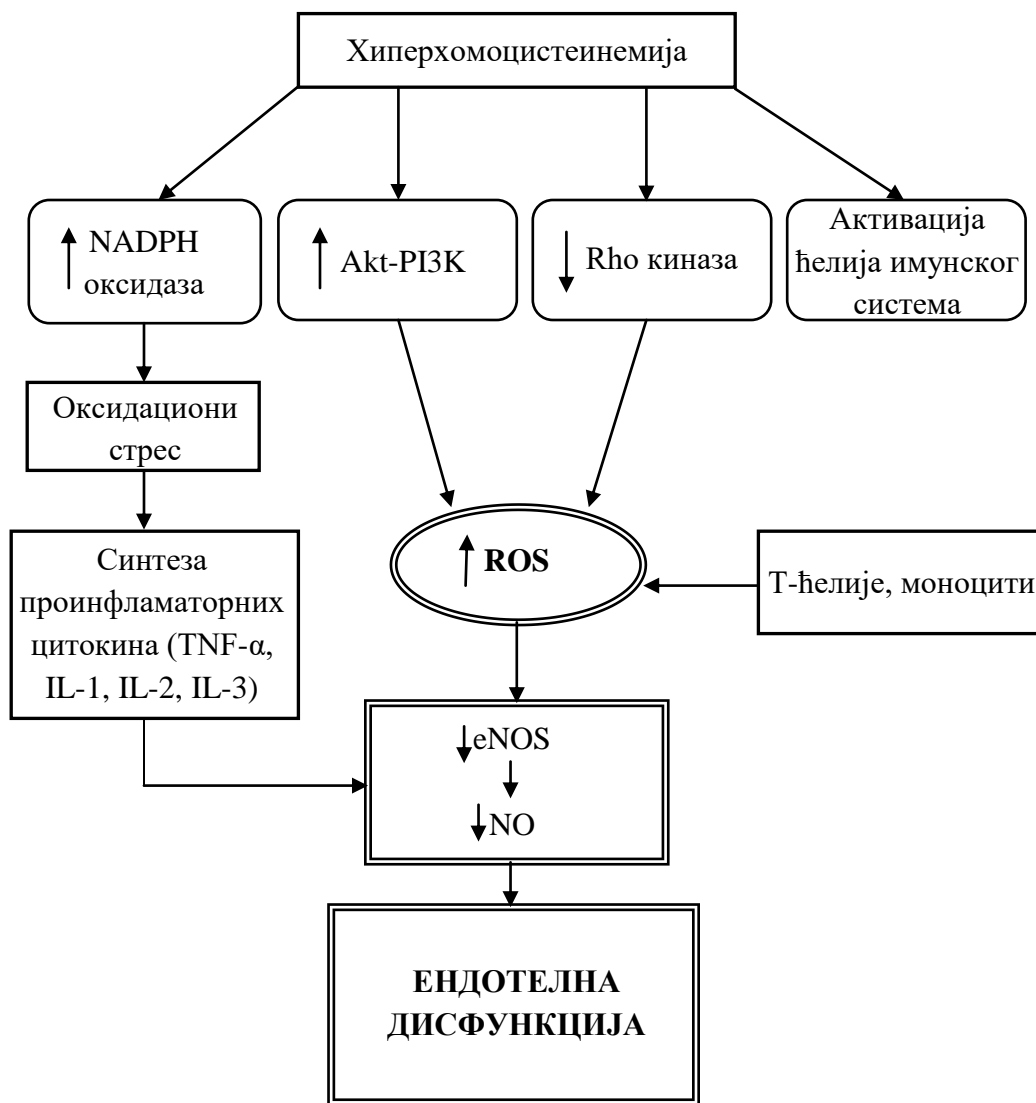 Хиперхомоцистеинемија
NADPH
оксидаза
Akt-PI3K
Rho киназа
Активација
ћелија имунског
система
Оксидациони
стрес
Синтеза
проинфламаторних
цитокина (TNF-α,
IL-1, IL-2, IL-3)
ROS
Т-ћелије, моноцити
eNOS
NO
ЕНДОТЕЛНА
ДИСФУНКЦИЈА